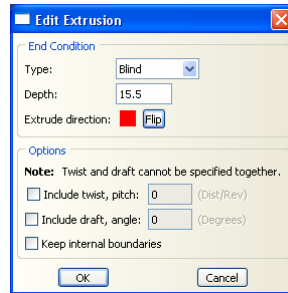 Edit Extrusion
End Condition
Type: Blind
Depth: 15.5
Extrude direction: Flip
Options
Note: Twist and draft cannot be specified together.
Include twist, pitch: 0 (Dist/Rev)
Include draft, angle: 0 (Degrees)
Keep internal boundaries
OK Cancel